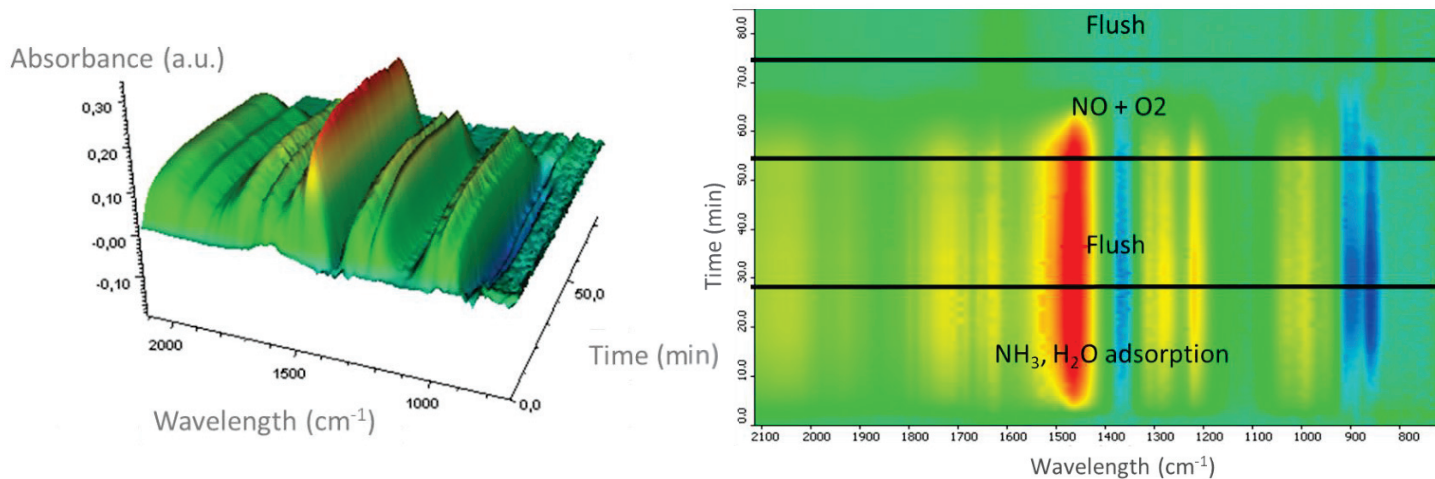 Absorbance (a.u.)
0,30
0,20
0,10
-0,00
-0,10
2000
1500
1000
0,0
50,0
Time (min)
Wavelength (cm⁻¹)
Flush
NO + O2
Flush
NH₃, H₂O adsorption
Time (min)
80.0
70.0
60.0
50.0
40.0
30.0
20.0
10.0
0.0
2100 2000 1900 1800 1700 1600 1500 1400 1300 1200 1100 1000 900 800
Wavelength (cm⁻¹)